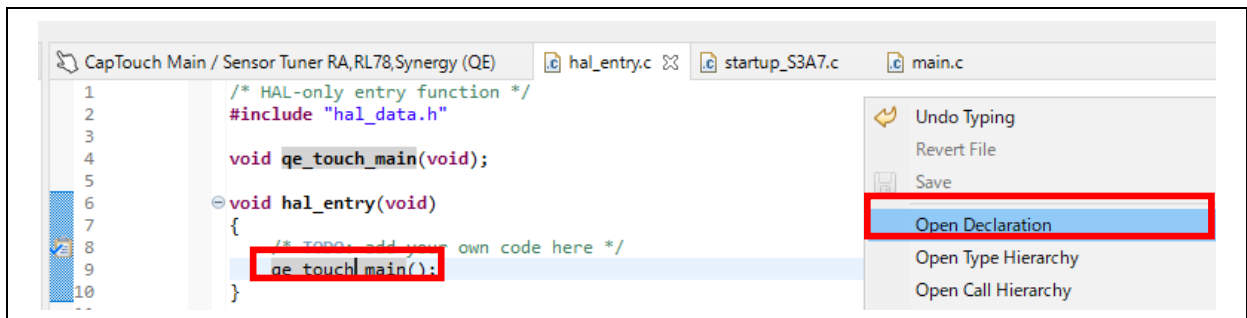 CapTouch Main / Sensor Tuner RA,RL78,Synergy (QE) hal_entry.c startup_S3A7.c main.c
1 /* HAL-only entry function */
2 #include "hal_data.h"
3
4 void qe_touch_main(void);
5
6 void hal_entry(void)
7 {
8 /* TODO: add your own code here */
9 qe_touch_main();
10 }
Undo Typing
Revert File
Save
Open Declaration
Open Type Hierarchy
Open Call Hierarchy